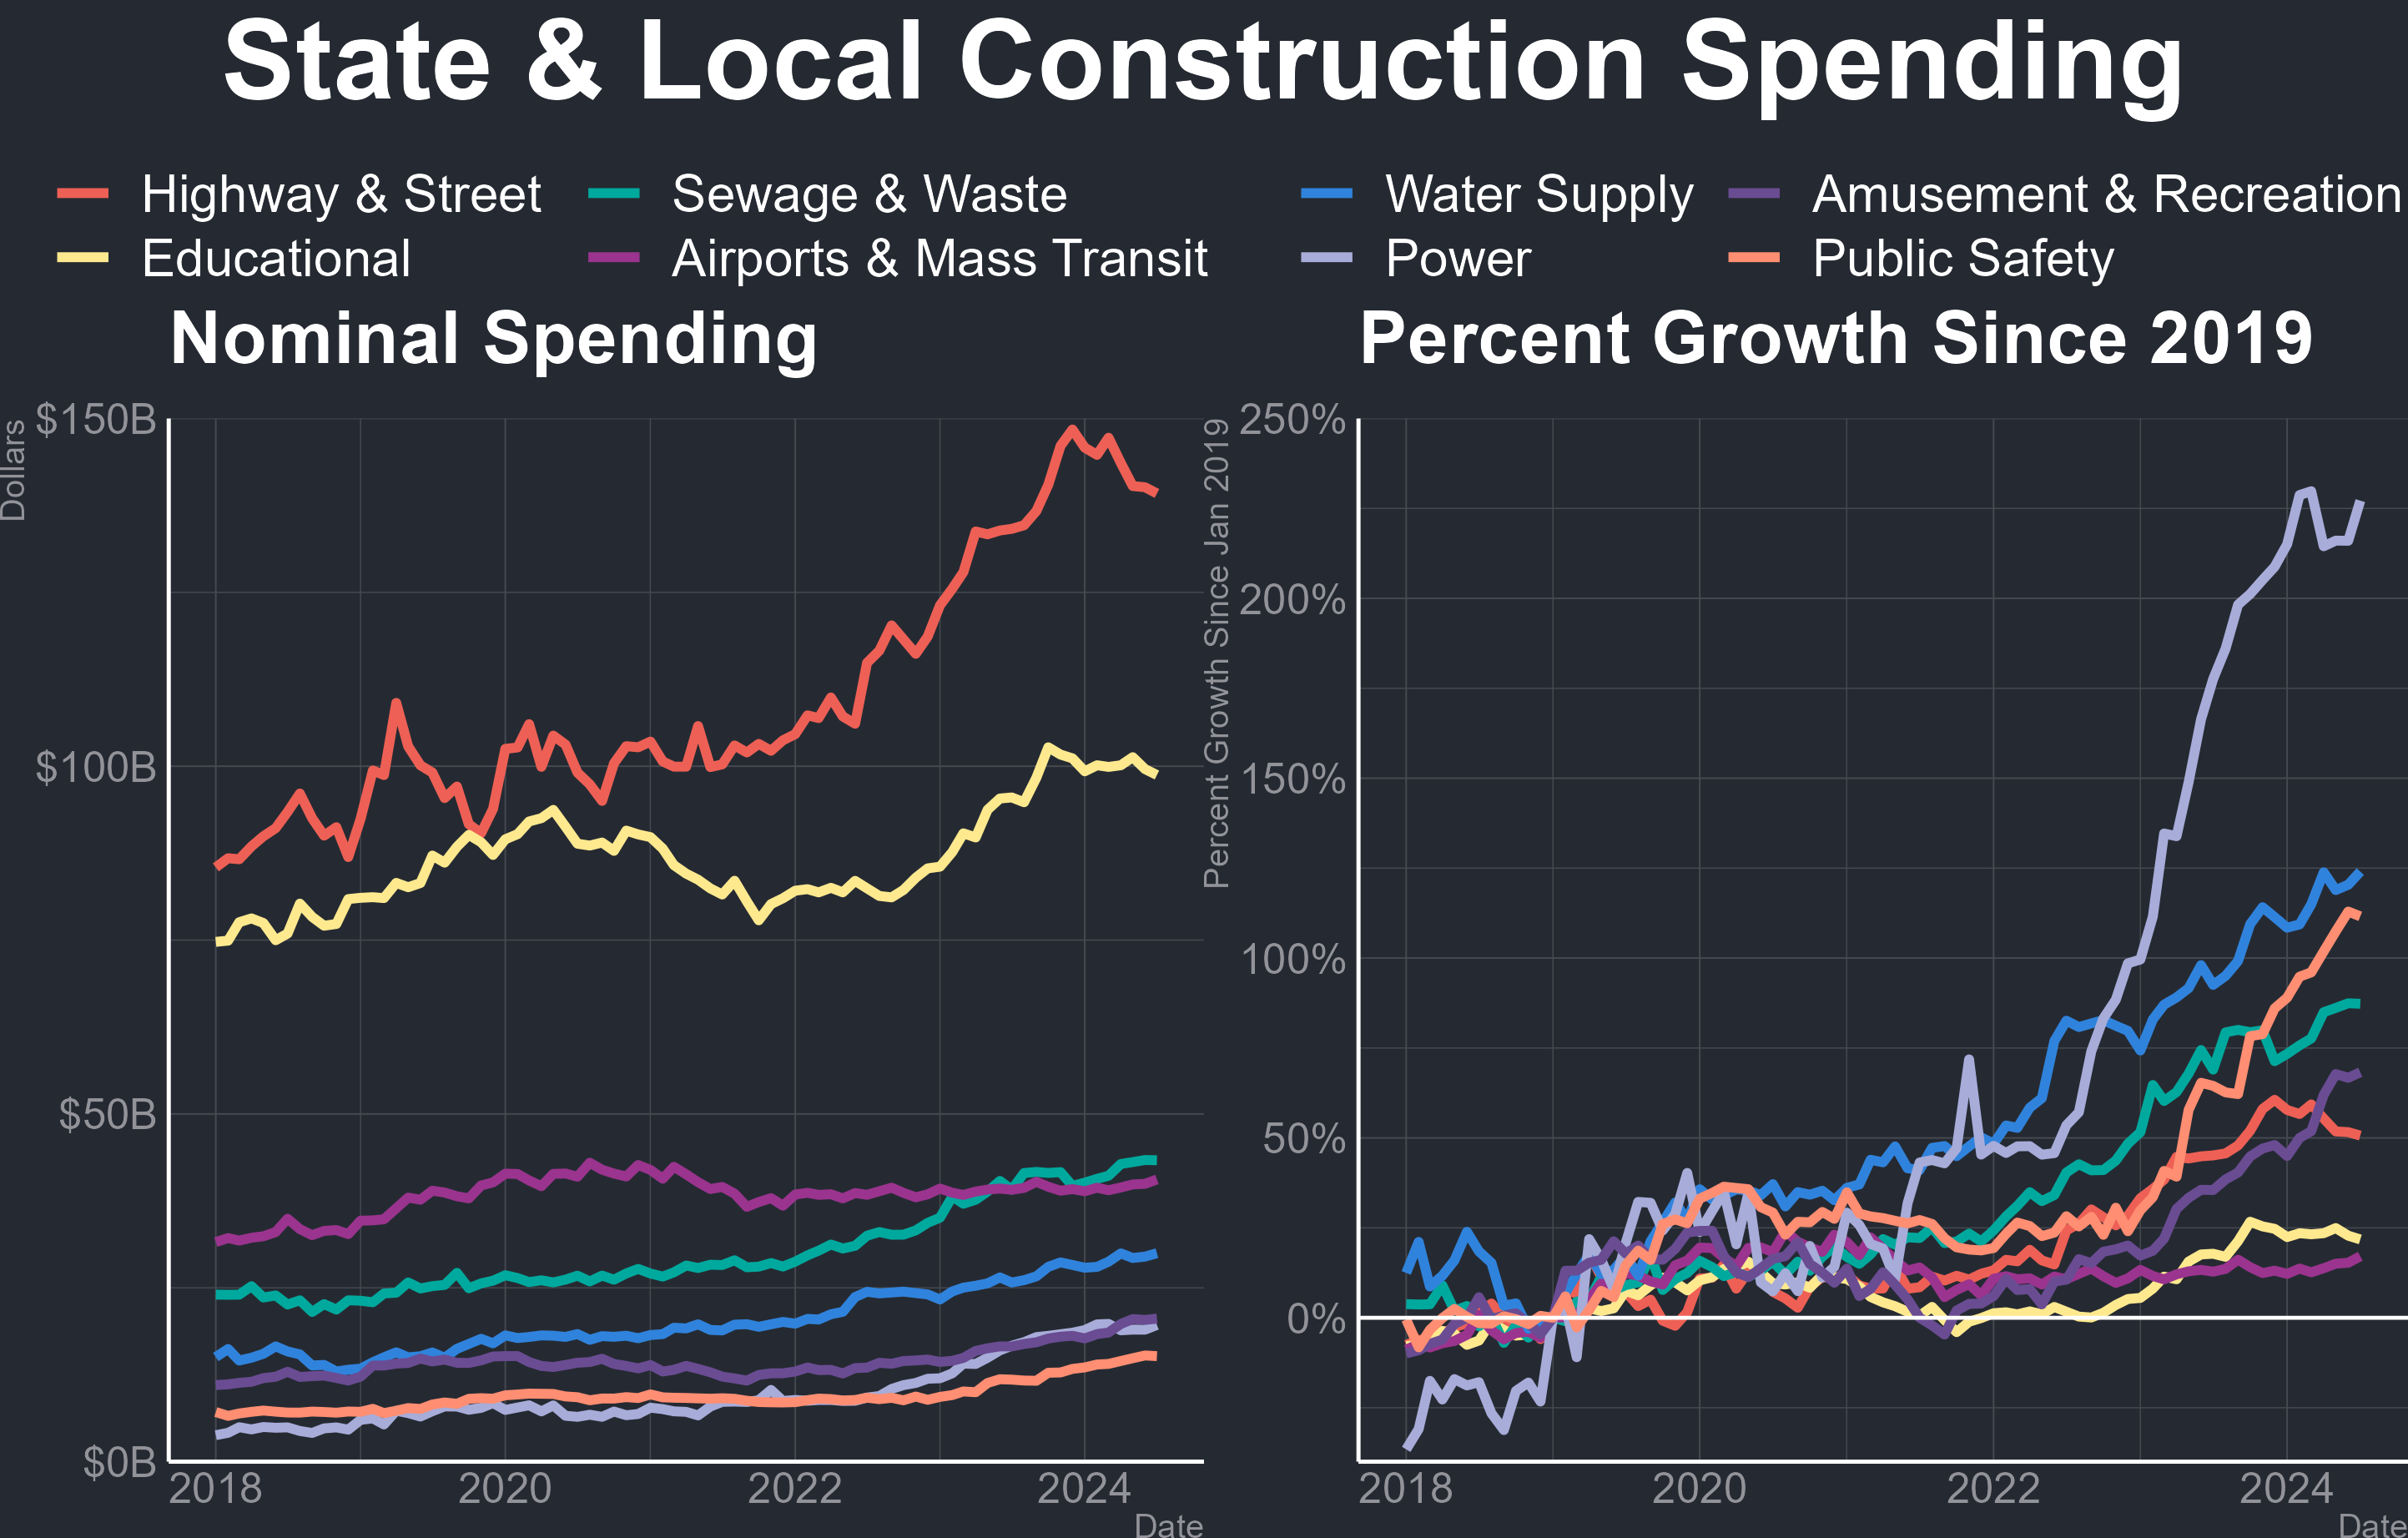 State & Local Construction Spending
Highway & Street
Sewage & Waste
Water Supply
Amusement & Recreation
Educational
Airports & Mass Transit
Power
Public Safety
Nominal Spending
Dollars
$150B
$100B
$50B
$0B
2018
2020
2022
2024
Date
Percent Growth Since 2019
Percent Growth Since Jan 2019
250%
200%
150%
100%
50%
0%
2018
2020
2022
2024
Date